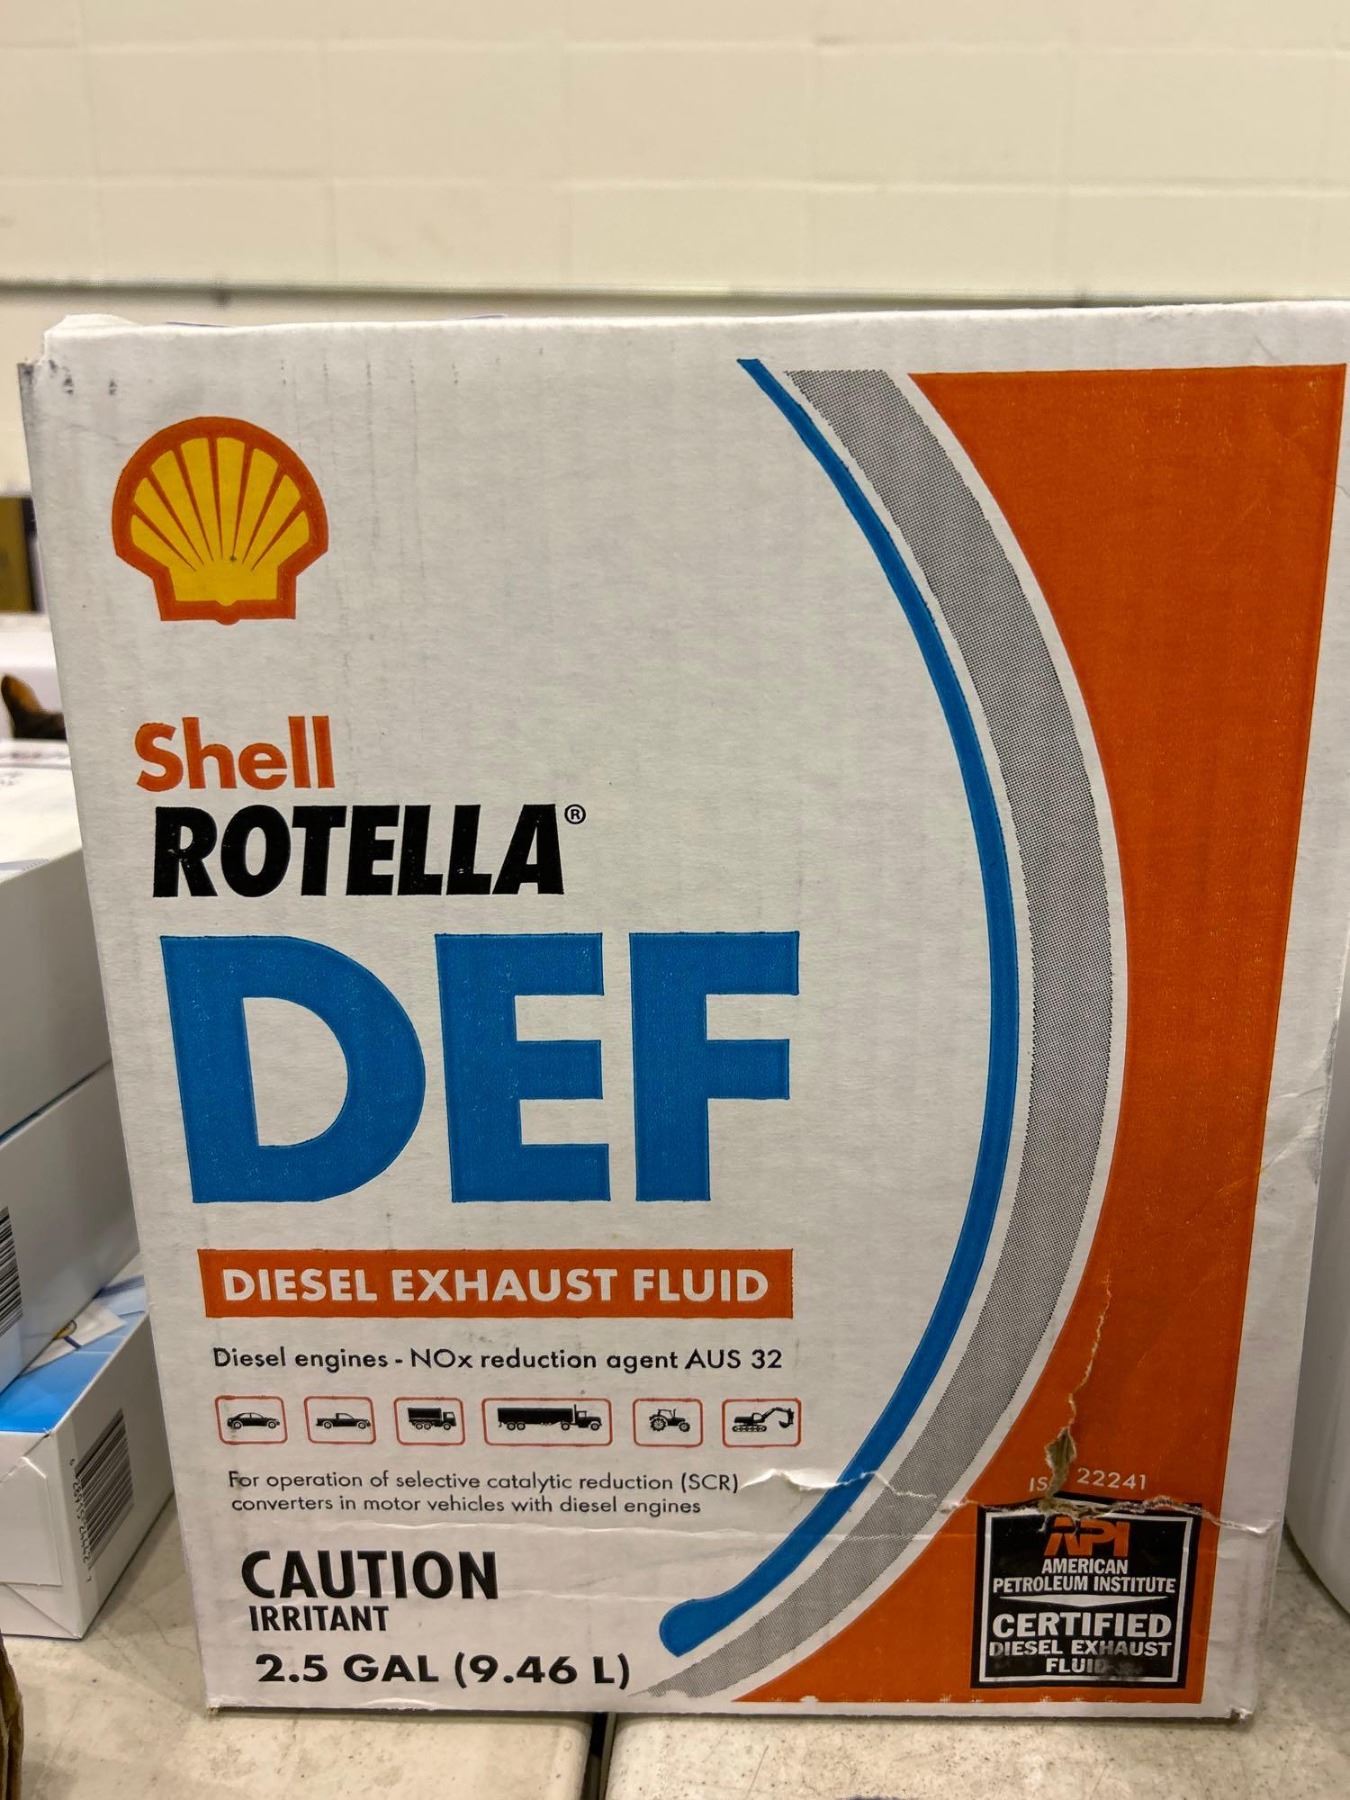 Shell
ROTELLA®
DEF
DIESEL EXHAUST FLUID
Diesel engines - NOx reduction agent AUS 32
For operation of selective catalytic reduction (SCR)
converters in motor vehicles with diesel engines
CAUTION
IRRITANT
2.5 GAL (9.46 L)
22241
API
AMERICAN
PETROLEUM INSTITUTE
CERTIFIED
DIESEL EXHAUST
FLUID